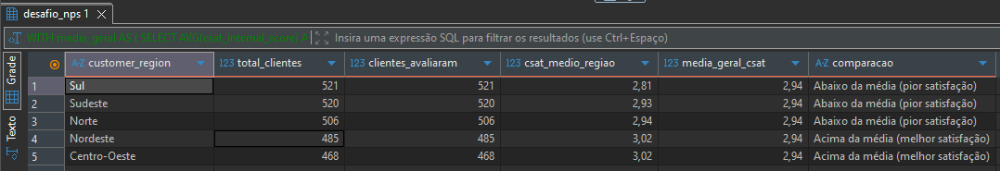 desafio_nps 1
WITH media_geral AS ( SELECT AVG(csat_internal_score) A Insira uma expressão SQL para filtrar os resultados (use Ctrl+Espaço)
Grade
Texto
A-Z customer_region 123 total_clientes 123 clientes_avaliaram 123 csat_medio_regiao 123 media_geral_csat A-Z comparacao
1 Sul 521 521 2,81 2,94 Abaixo da média (pior satisfação)
2 Sudeste 520 520 2,93 2,94 Abaixo da média (pior satisfação)
3 Norte 506 506 2,94 2,94 Abaixo da média (pior satisfação)
4 Nordeste 485 485 3,02 2,94 Acima da média (melhor satisfação)
5 Centro-Oeste 468 468 3,02 2,94 Acima da média (melhor satisfação)